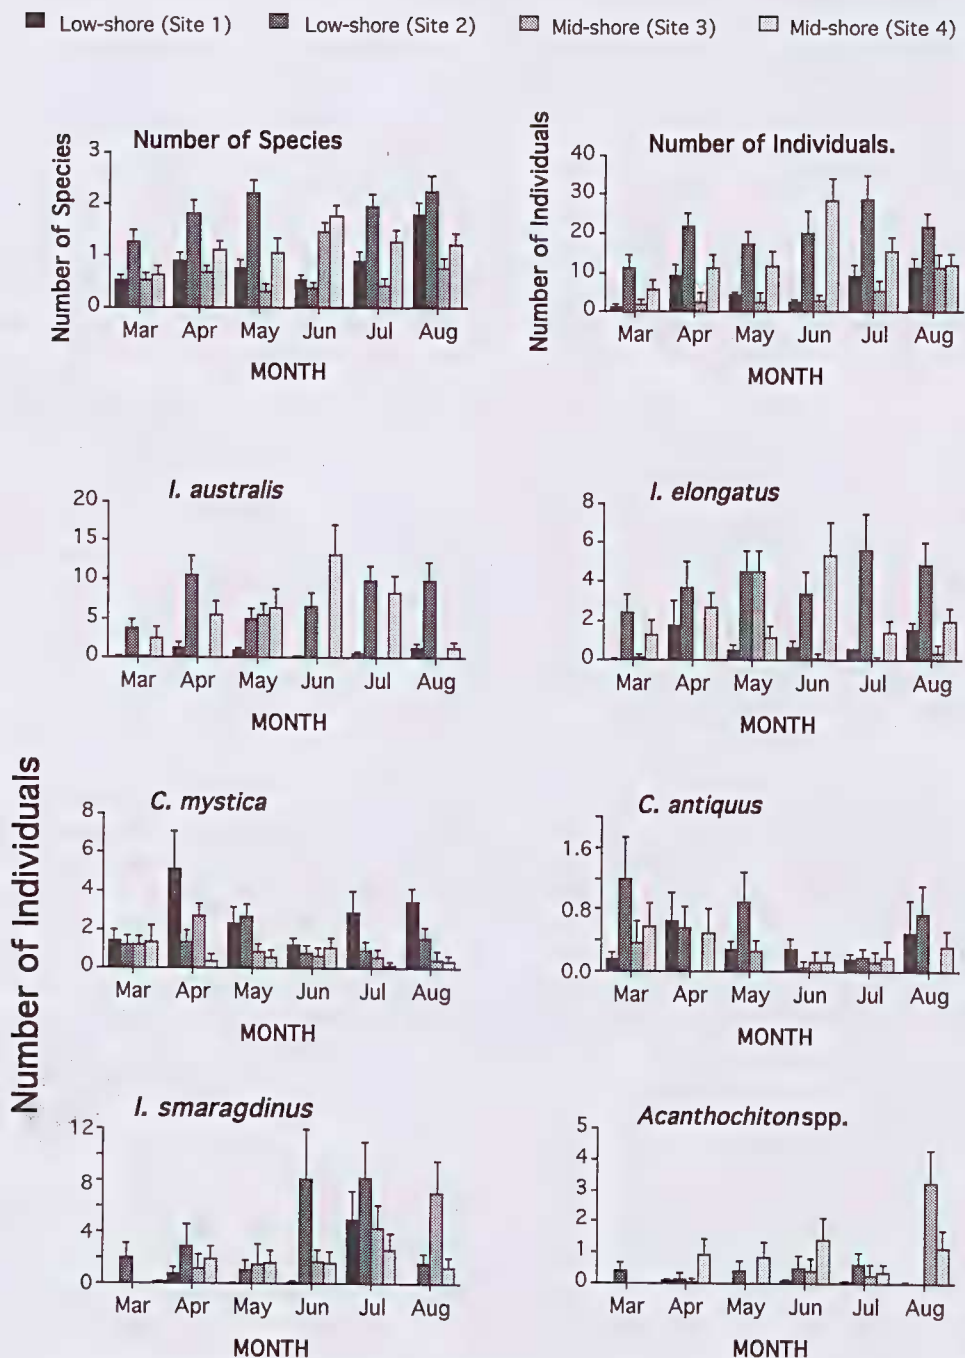 Low-shore (Site 1) Low-shore (Site 2) Mid-shore (Site 3) Mid-shore (Site 4)
Number of Species
Number of Species
3
2
1
0
Mar Apr May Jun Jul Aug
MONTH
Number of Individuals.
Number of Individuals
40
30
20
10
0
Mar Apr May Jun Jul Aug
MONTH
Number of Individuals
I. australis
20
15
10
5
0
Mar Apr May Jun Jul Aug
MONTH
I. elongatus
8
6
4
2
0
Mar Apr May Jun Jul Aug
MONTH
C. mystica
8
6
4
2
0
Mar Apr May Jun Jul Aug
MONTH
C. antiquus
1.6
0.8
0.0
Mar Apr May Jun Jul Aug
MONTH
I. smaragdinus
12
8
4
0
Mar Apr May Jun Jul Aug
MONTH
Acanthochitonspp.
5
4
3
2
1
0
Mar Apr May Jun Jul Aug
MONTH